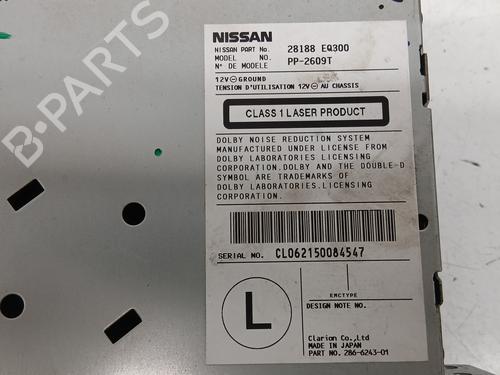 B-PARTS
NISSAN
NISSAN PART No. 28188 EQ300
MODEL NO. PP-2609T
N° DE MODELE
12V⊖GROUND
TENSION D'UTILISATION 12V⊖ AU CHASSIS
CLASS 1 LASER PRODUCT
DOLBY NOISE REDUCTION SYSTEM
MANUFACTURED UNDER LICENSE FROM
DOLBY LABORATORIES LICENSING
CORPORATION.DOLBY AND THE DOUBLE-D
SYMBOL ARE TRADEMARKS OF
DOLBY LABORATORIES.LICENSING
CORPORATION.
SERIAL NO. CL062150084547
L
EMCTYPE
DESIGN NOTE NO.
Clarion Co.,Ltd
MADE IN JAPAN
PART NO. 286-6243-01